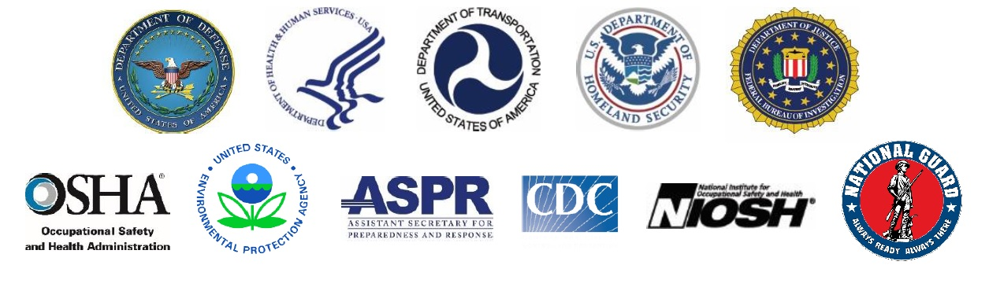 DEPARTMENT OF DEFENSE
UNITED STATES OF AMERICA
DEPARTMENT OF HEALTH & HUMAN SERVICES · USA
DEPARTMENT OF TRANSPORTATION
UNITED STATES OF AMERICA
U.S. DEPARTMENT OF
HOMELAND SECURITY
DEPARTMENT OF JUSTICE
FEDERAL BUREAU OF INVESTIGATION
OSHA®
Occupational Safety
and Health Administration
UNITED STATES
ENVIRONMENTAL PROTECTION AGENCY
ASPR
ASSISTANT SECRETARY FOR
PREPAREDNESS AND RESPONSE
CDC
National Institute for
Occupational Safety and Health
NIOSH®
NATIONAL GUARD
ALWAYS READY ALWAYS THERE